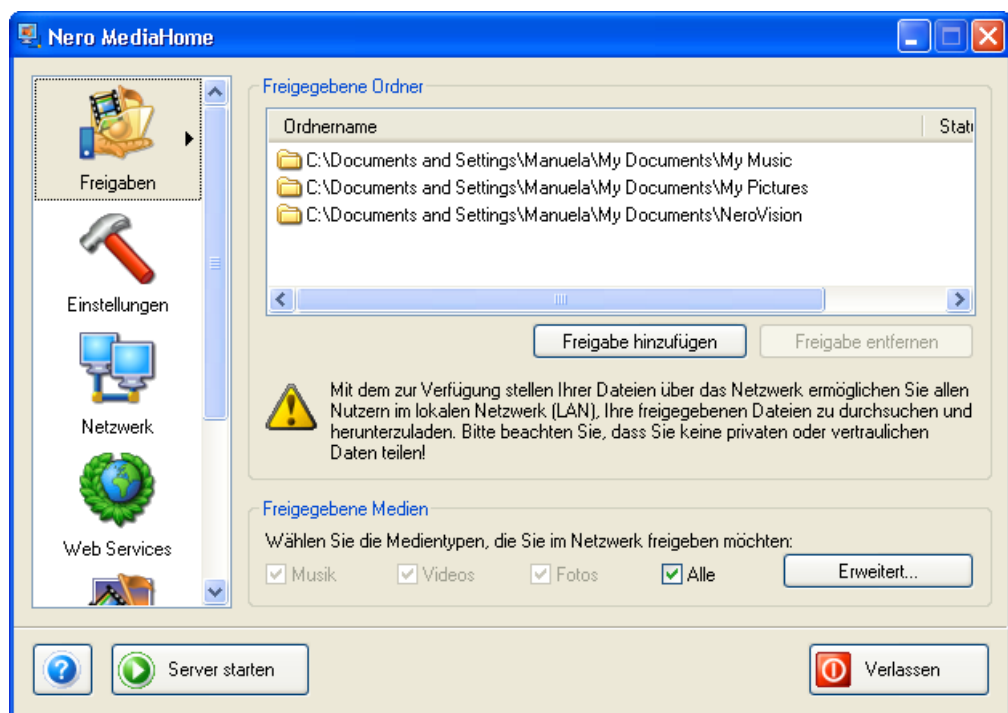 Nero MediaHome
Freigaben
Einstellungen
Netzwerk
Web Services
Freigegebene Ordner
Ordnername
C:\Documents and Settings\Manuela\My Documents\My Music
C:\Documents and Settings\Manuela\My Documents\My Pictures
C:\Documents and Settings\Manuela\My Documents\NeroVision
Freigabe hinzufügen
Freigabe entfernen
Mit dem zur Verfügung stellen Ihrer Dateien über das Netzwerk ermöglichen Sie allen
Nutzern im lokalen Netzwerk (LAN), Ihre freigegebenen Dateien zu durchsuchen und
herunterzuladen. Bitte beachten Sie, dass Sie keine privaten oder vertraulichen
Daten teilen!
Freigegebene Medien
Wählen Sie die Medientypen, die Sie im Netzwerk freigeben möchten:
Musik Videos Fotos Alle Erweitert...
Server starten
Verlassen